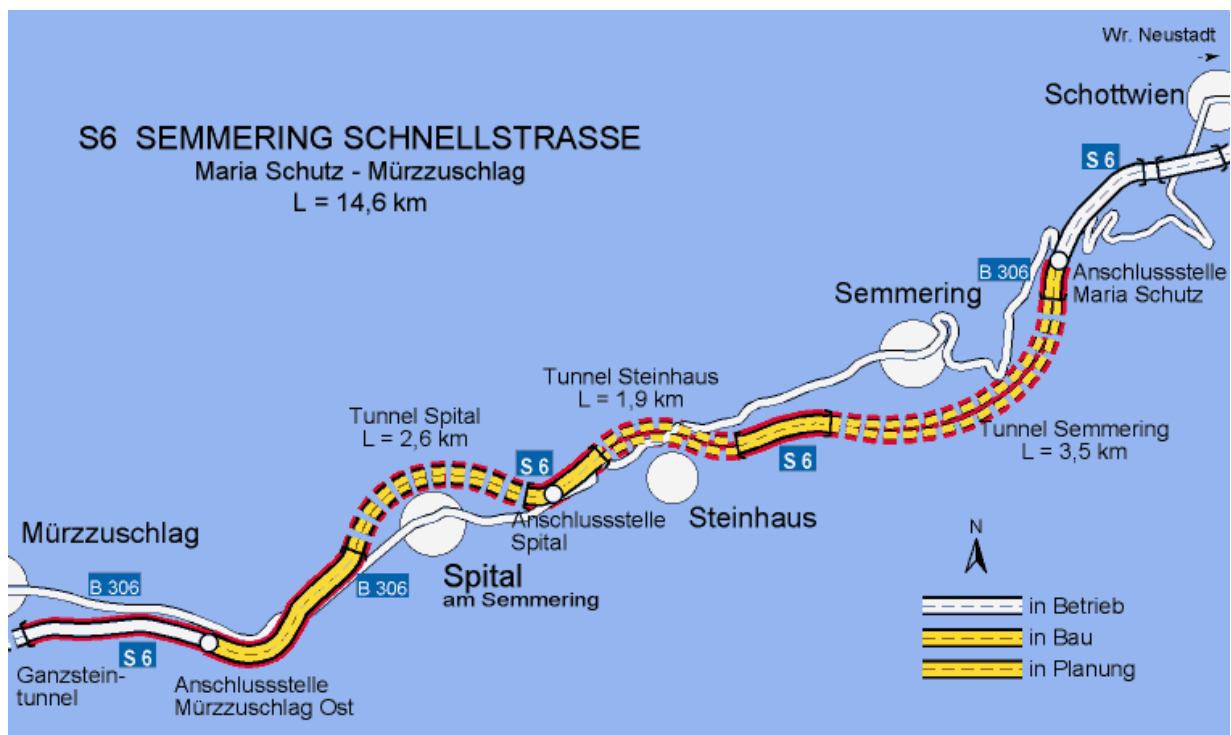 Wr. Neustadt
Schottwien
S6 SEMMERING SCHNELLSTRASSE
Maria Schutz - Mürzzuschlag
L = 14,6 km
S 6
B 306
Anschlussstelle
Maria Schutz
Semmering
Tunnel Steinhaus
L = 1,9 km
Tunnel Spital
L = 2,6 km
Tunnel Semmering
L = 3,5 km
S 6
S 6
Steinhaus
Anschlussstelle
Spital
Mürzzuschlag
Spital
am Semmering
B 306
B 306
S 6
Ganzstein-
tunnel
Anschlussstelle
Mürzzuschlag Ost
N
in Betrieb
in Bau
in Planung